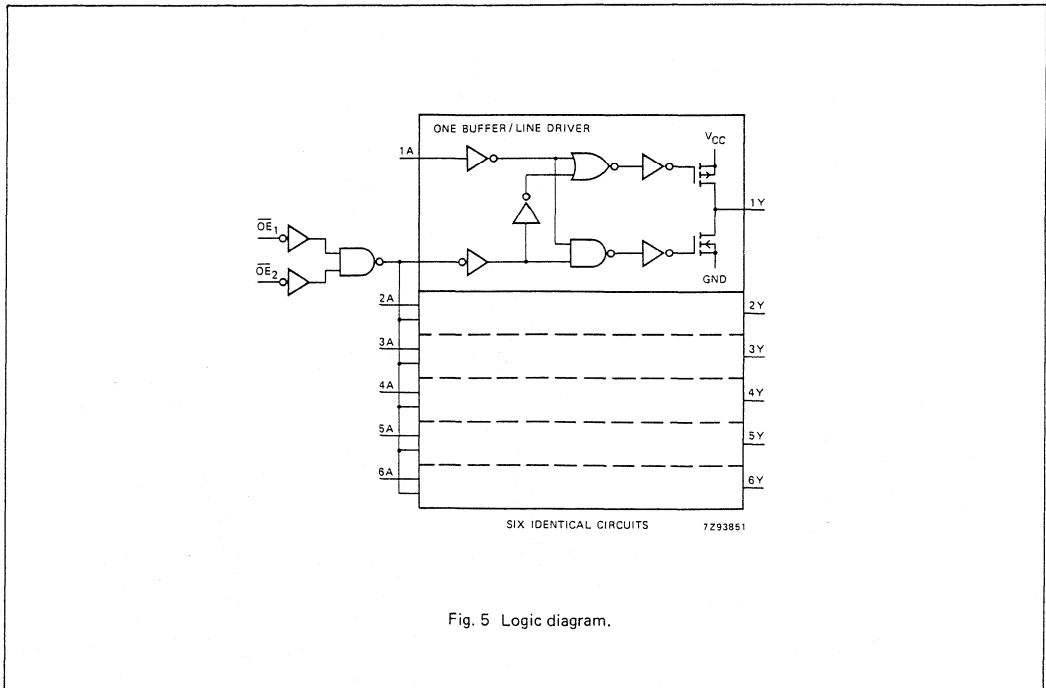 ONE BUFFER/LINE DRIVER
VCC
1A
1Y
OE1
OE2
GND
2A
2Y
3A
3Y
4A
4Y
5A
5Y
6A
6Y
SIX IDENTICAL CIRCUITS
7Z93851
Fig. 5 Logic diagram.